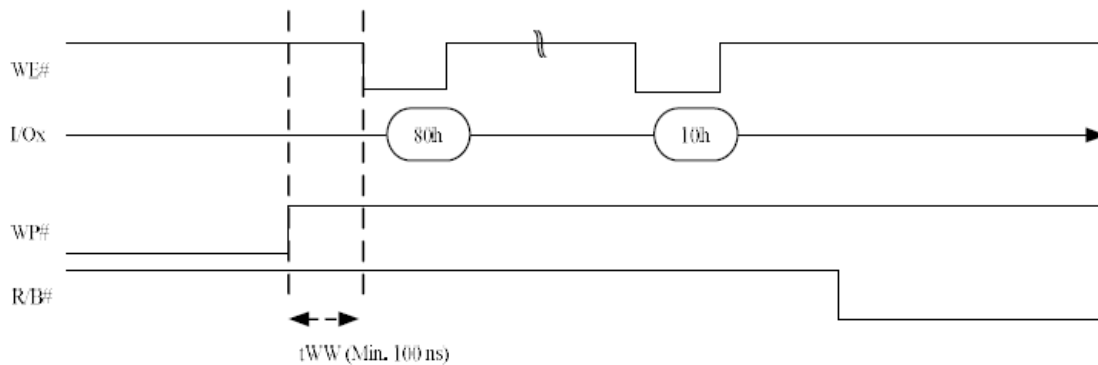 WE#
I/Ox
80h
10h
WP#
R/B#
tWW (Min. 100 ns)